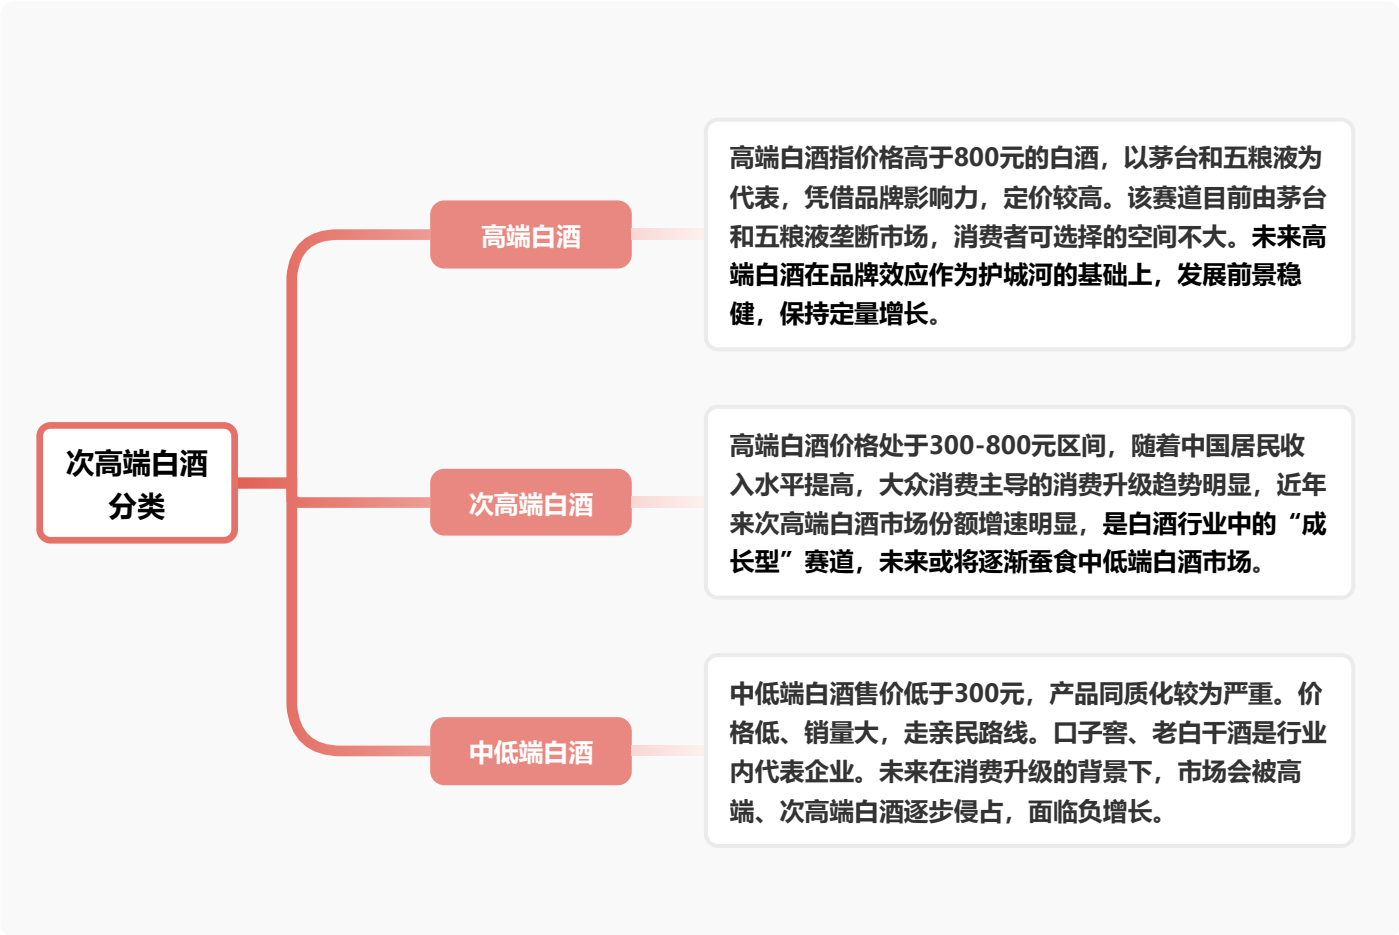 次高端白酒
分类
高端白酒
高端白酒指价格高于800元的白酒，以茅台和五粮液为
代表，凭借品牌影响力，定价较高。该赛道目前由茅台
和五粮液垄断市场，消费者可选择的空间不大。未来高
端白酒在品牌效应作为护城河的基础上，发展前景稳
健，保持定量增长。
次高端白酒
高端白酒价格处于300-800元区间，随着中国居民收
入水平提高，大众消费主导的消费升级趋势明显，近年
来次高端白酒市场份额增速明显，是白酒行业中的“成
长型”赛道，未来或将逐渐蚕食中低端白酒市场。
中低端白酒
中低端白酒售价低于300元，产品同质化较为严重。价
格低、销量大，走亲民路线。口子窖、老白干酒是行业
内代表企业。未来在消费升级的背景下，市场会被高
端、次高端白酒逐步侵占，面临负增长。